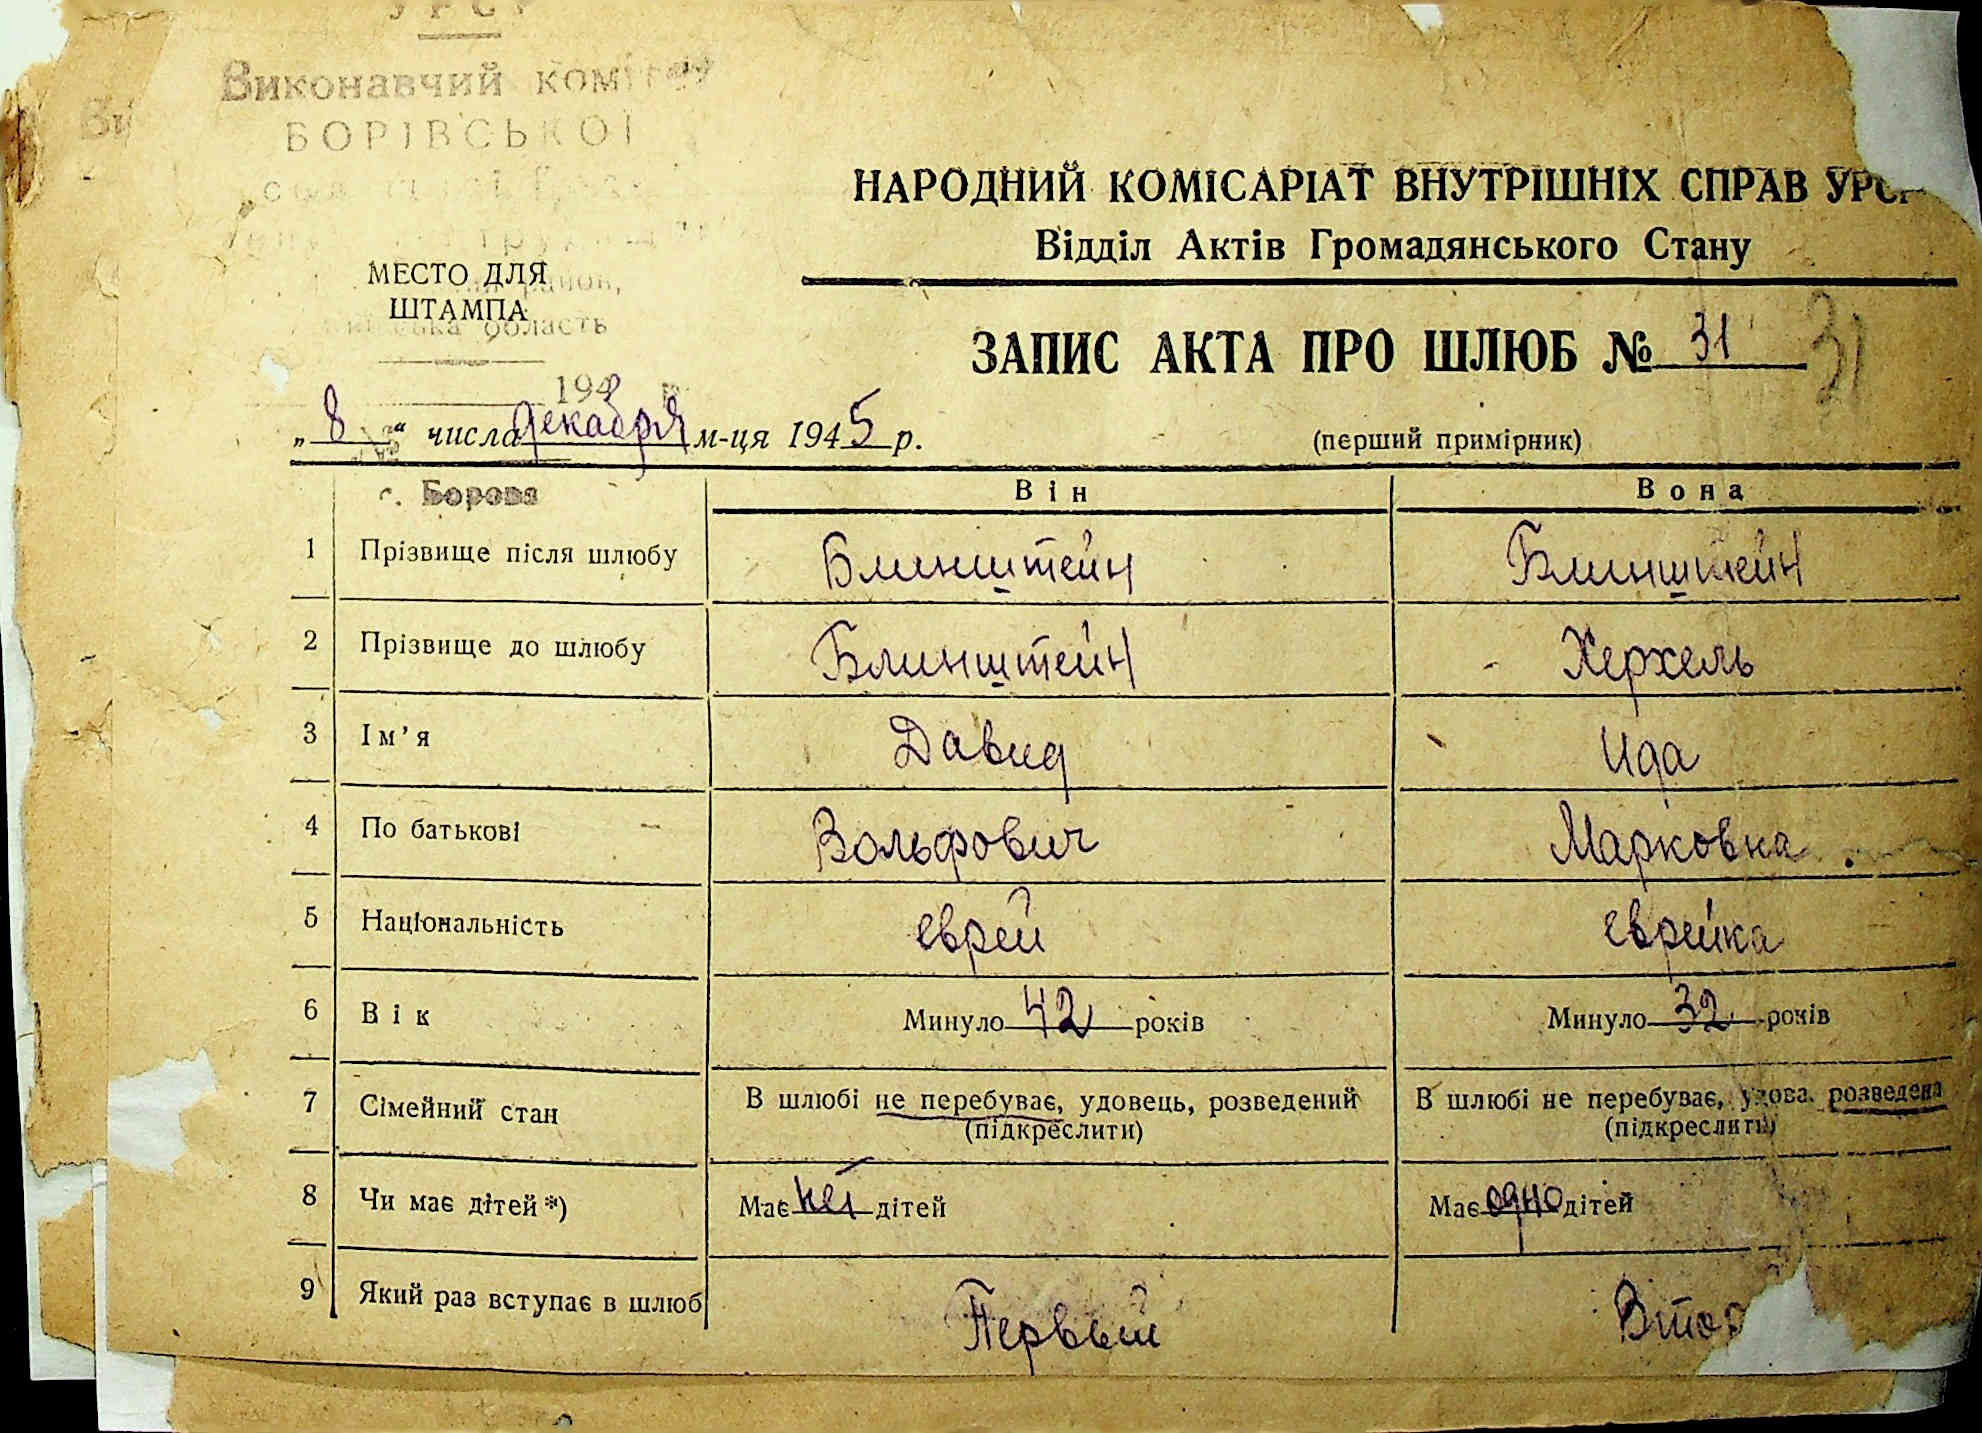 УРСР
Виконавчий комітет
БОРІВСЬКОЇ
НАРОДНИЙ КОМІСАРІАТ ВНУТРІШНІХ СПРАВ УРСР
Відділ Актів Громадянського Стану
МЕСТО ДЛЯ
ШТАМПА
район,
область
ЗАПИС АКТА ПРО ШЛЮБ № 31 31
194 р.
„8“ числа декабря м-ця 1945 р.
(перший примірник)
с. Борова Він Вона
1 Прізвище після шлюбу Блинштейн Блинштейн
2 Прізвище до шлюбу Блинштейн Херхель
3 Ім'я Давид Ида
4 По батькові Вольфович Марковна
5 Національність еврей еврейка
6 Вік Минуло 42 років Минуло 32 років
7 Сімейний стан В шлюбі не перебуває, удовець, розведений В шлюбі не перебуває, удова, розведена
(підкреслити) (підкреслити)
8 Чи має дітей*) Має нет дітей Має одно дітей
9 Який раз вступає в шлюб Первый Втор